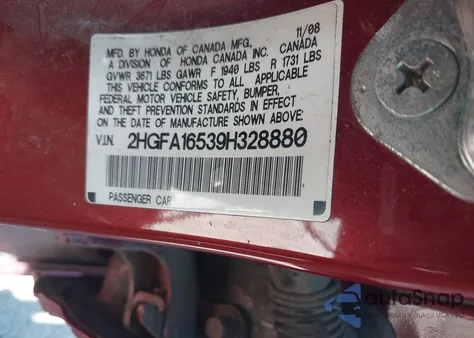 MFD. BY HONDA OF CANADA MFG. 11/08
A DIVISION OF HONDA CANADA INC. CANADA
GVWR 3671 LBS GAWR F 1940 LBS R 1731 LBS
THIS VEHICLE CONFORMS TO ALL APPLICABLE
FEDERAL MOTOR VEHICLE SAFETY, BUMPER,
AND THEFT PREVENTION STANDARDS IN EFFECT
ON THE DATE OF MANUFACTURE SHOWN ABOVE.
V.I.N. 2HGFA16539H328880
PASSENGER CAR
autaSnap